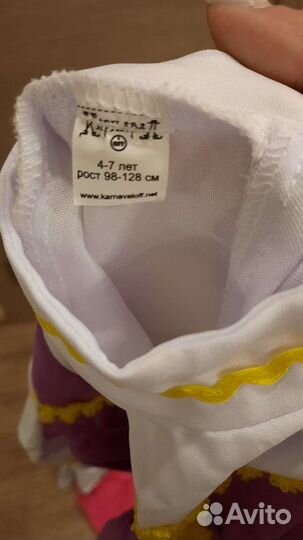 4-7 лет
рост 98-128 см
www.karnavaloff.net
Avito